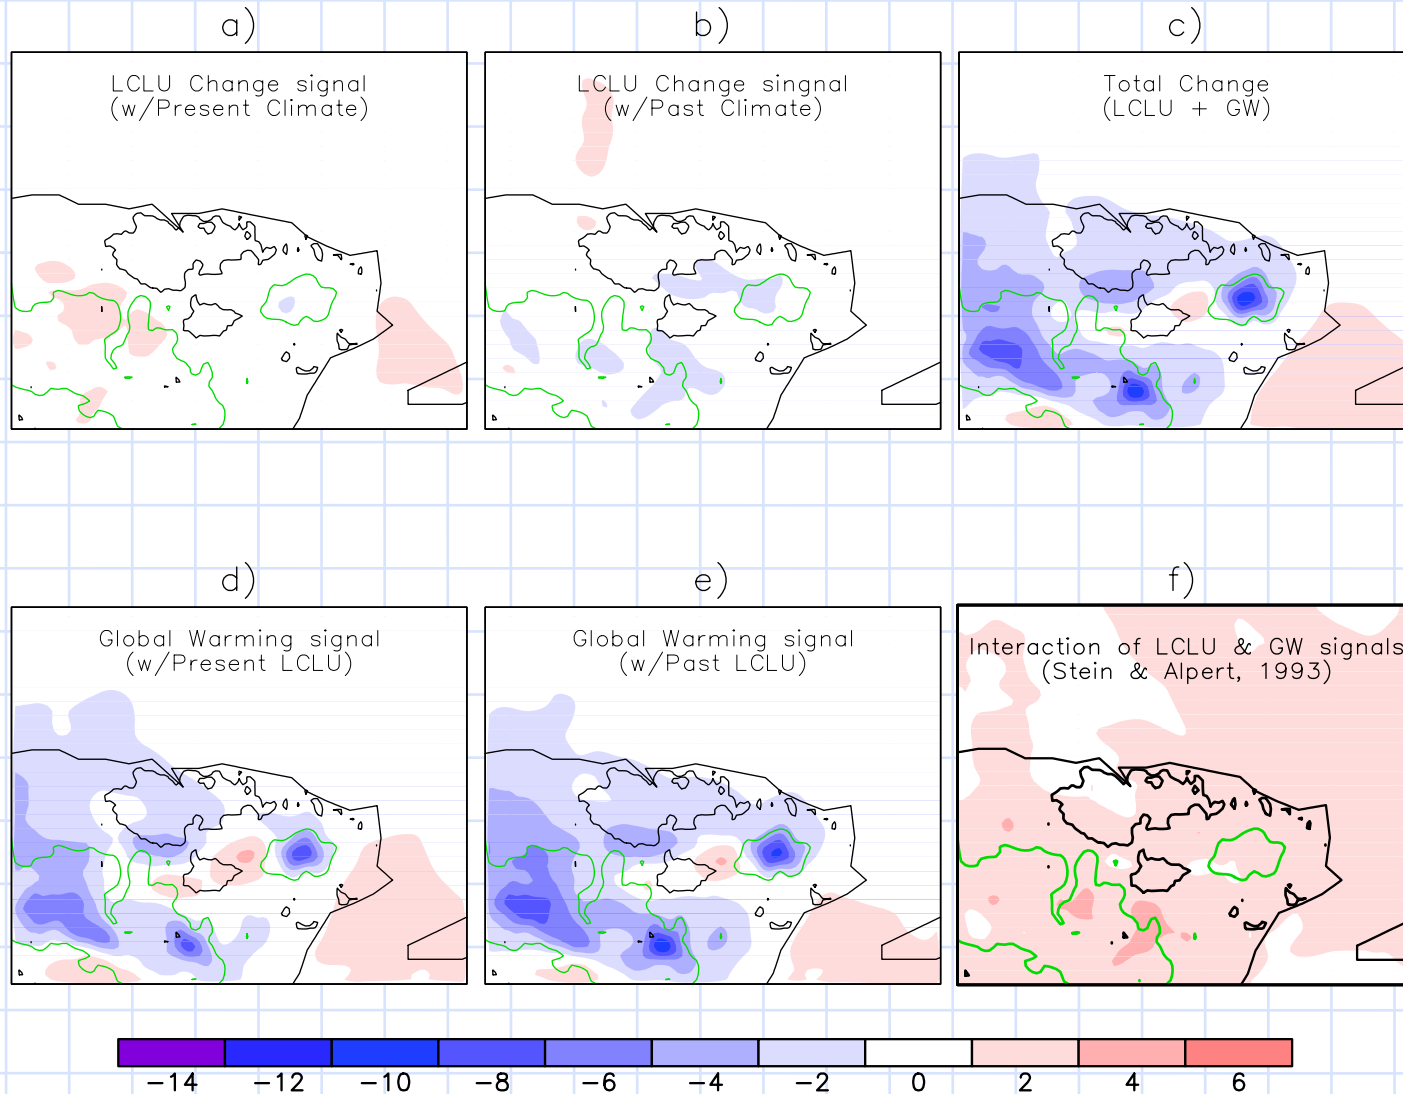 a)
LCLU Change signal
(w/Present Climate)
b)
LCLU Change singnal
(w/Past Climate)
c)
Total Change
(LCLU + GW)
d)
Global Warming signal
(w/Present LCLU)
e)
Global Warming signal
(w/Past LCLU)
f)
Interaction of LCLU & GW signals
(Stein & Alpert, 1993)
-14 -12 -10 -8 -6 -4 -2 0 2 4 6